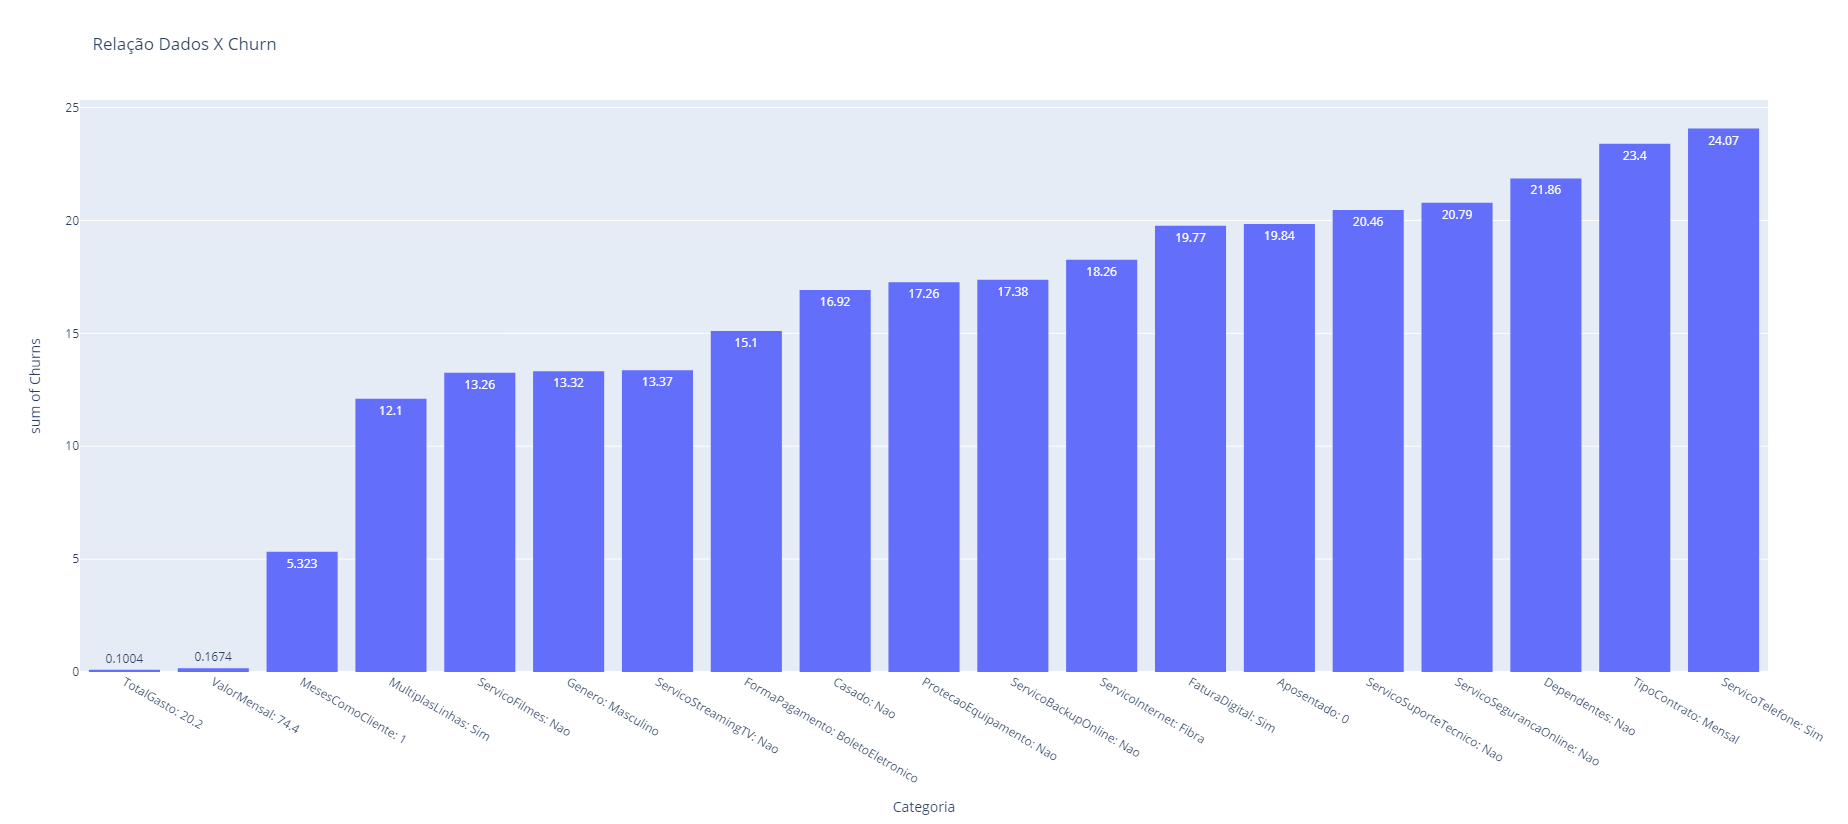 Relação Dados X Churn
sum of Churns
25
20
15
10
5
0
0.1004
0.1674
5.323
12.1
13.26
13.32
13.37
15.1
16.92
17.26
17.38
18.26
19.77
19.84
20.46
20.79
21.86
23.4
24.07
TotalGasto: 20.2
ValorMensal: 74.4
MesesComoCliente: 1
MultiplasLinhas: Sim
ServicoFilmes: Nao
Genero: Masculino
ServicoStreamingTV: Nao
FormaPagamento: BoletoEletronico
Casado: Nao
ProtecaoEquipamento: Nao
ServicoBackupOnline: Nao
ServicoInternet: Fibra
FaturaDigital: Sim
Aposentado: 0
ServicoSuporteTecnico: Nao
ServicoSegurancaOnline: Nao
Dependentes: Nao
TipoContrato: Mensal
ServicoTelefone: Sim
Categoria